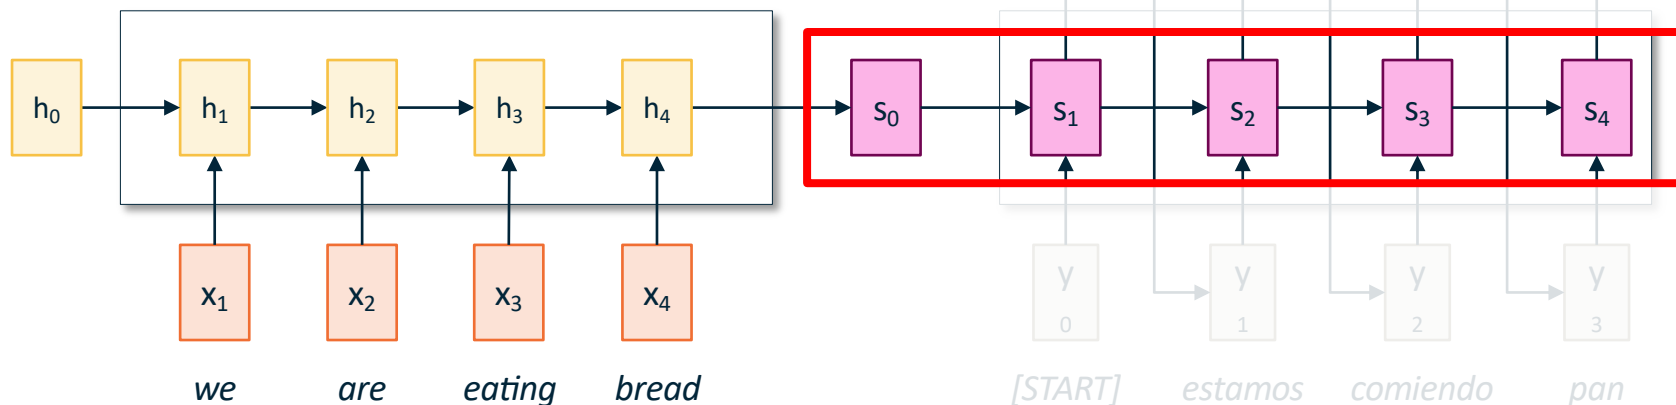 h0 h1 h2 h3 h4 s0 s1 s2 s3 s4
x1 x2 x3 x4 y0 y1 y2 y3
we are eating bread [START] estamos comiendo pan